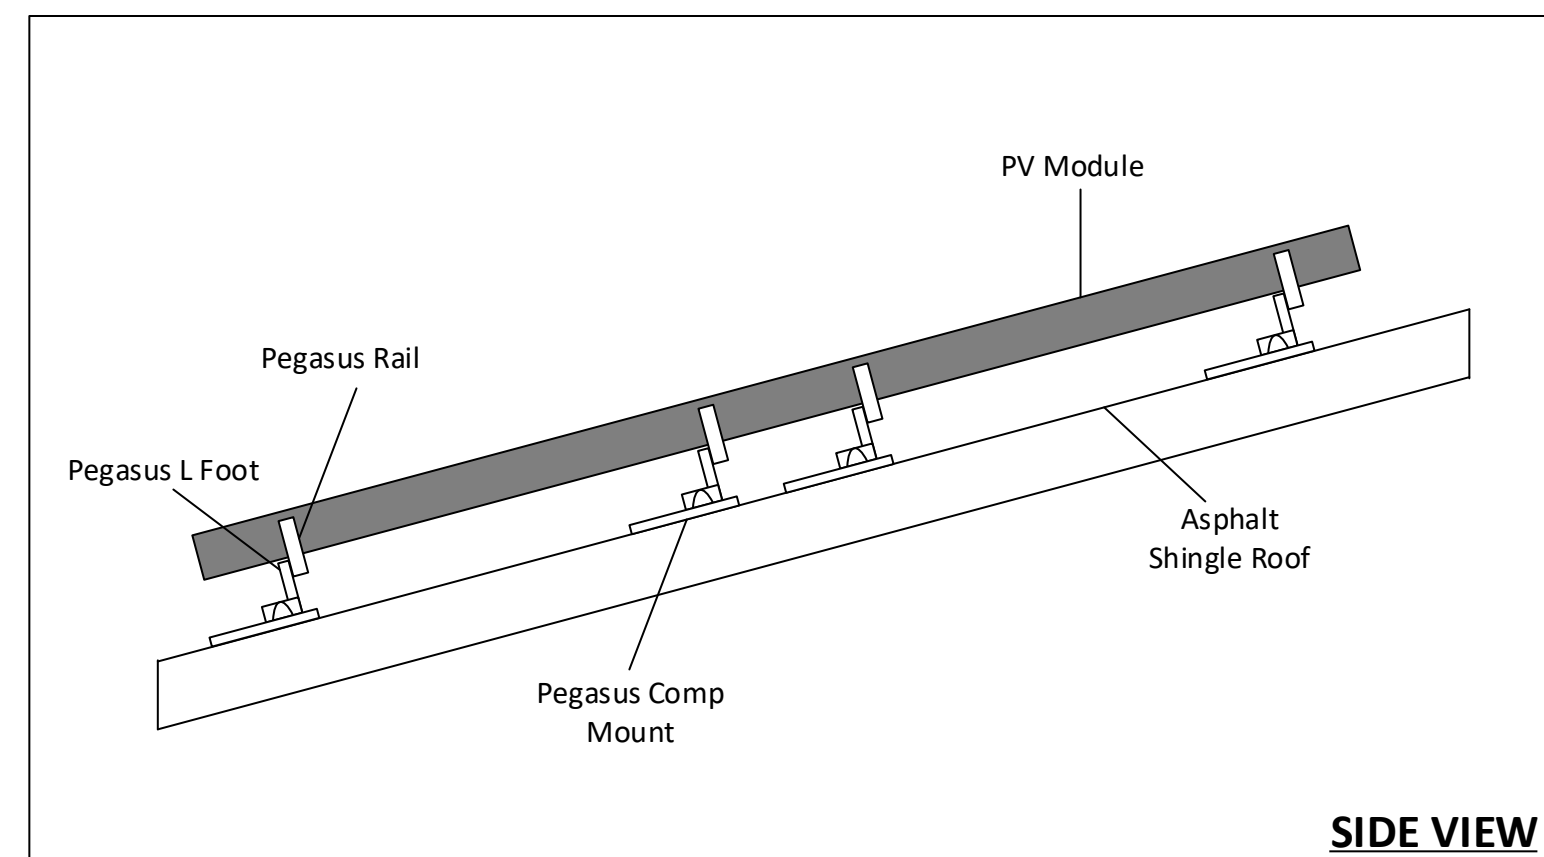 PV Module
Pegasus Rail
Pegasus L Foot
Asphalt
Shingle Roof
Pegasus Comp
Mount
SIDE VIEW